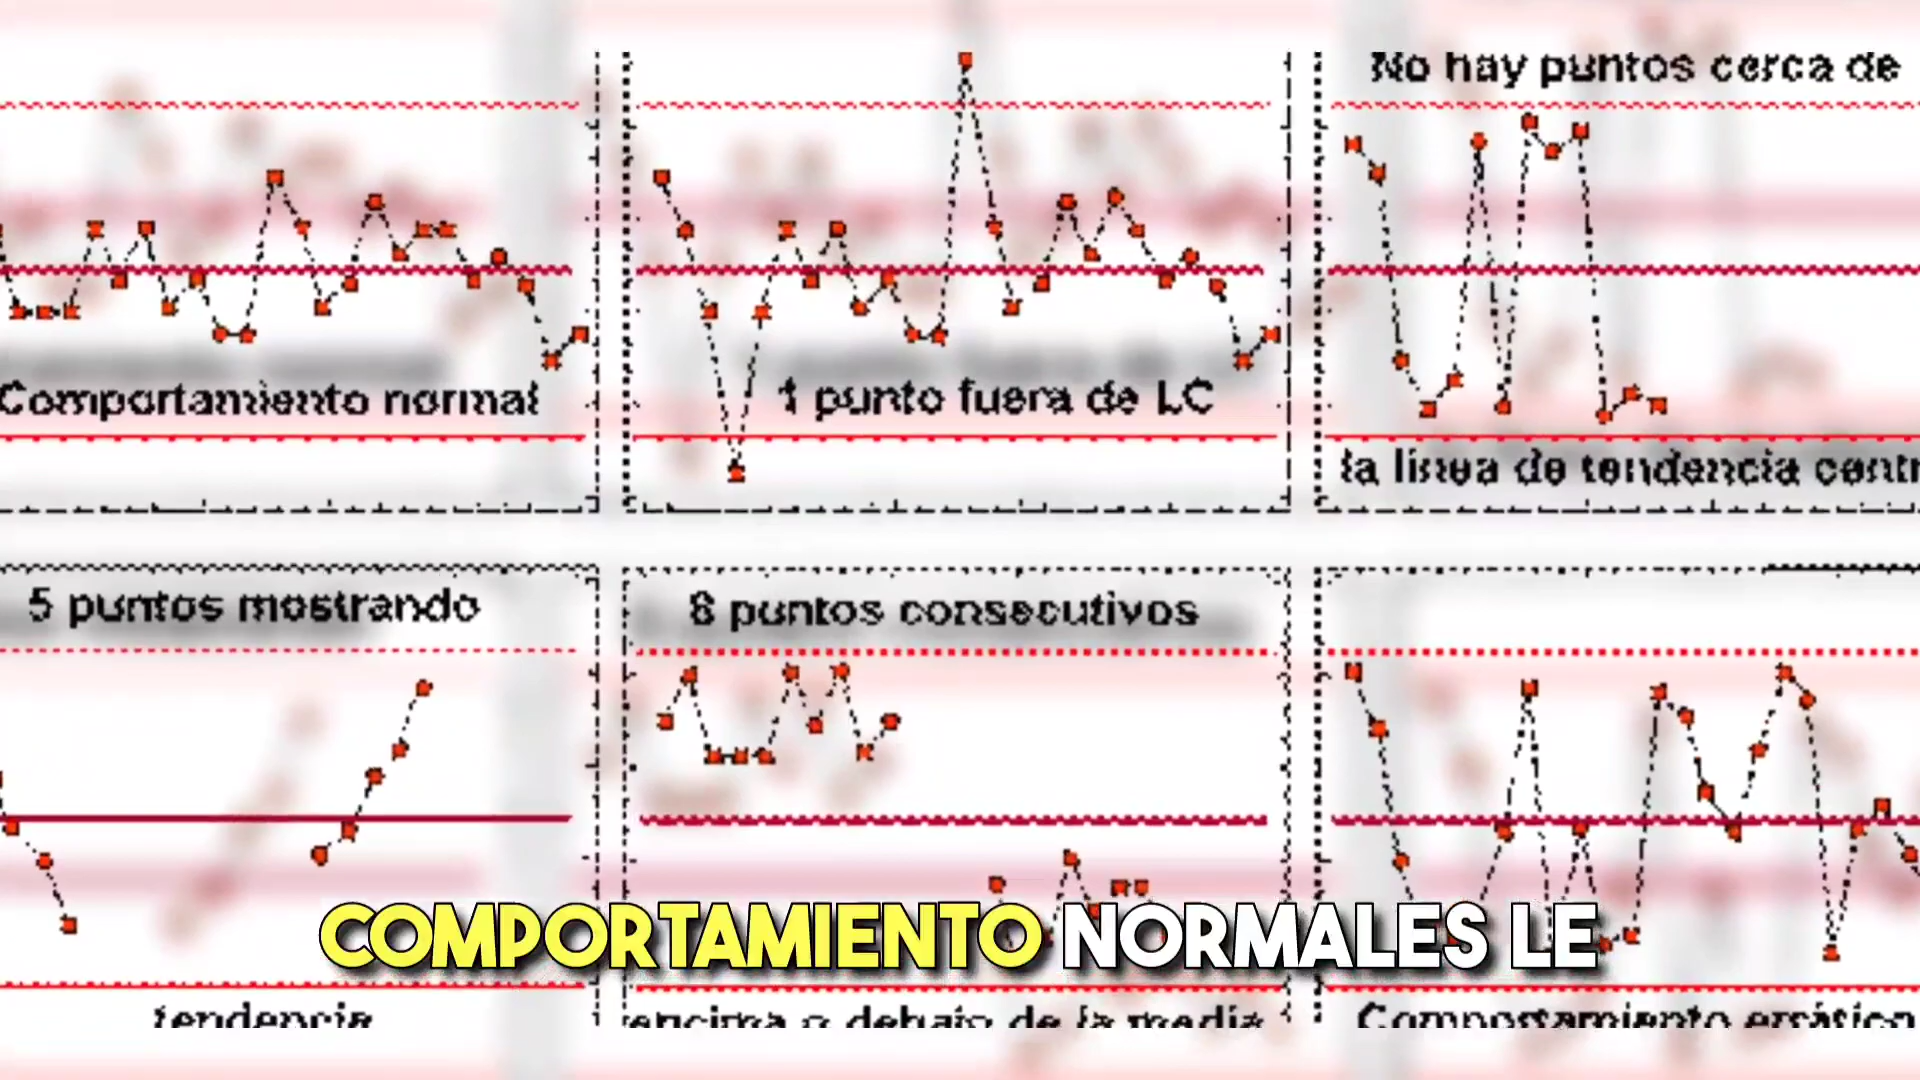 No hay puntos cerca de
Comportamiento normal
1 punto fuera de LC
la linea de tendencia centr
5 puntos mostrando
8 puntos consecutivos
COMPORTAMIENTO NORMALES LE
tendencia
encima o debajo de la media
Comportamiento errático